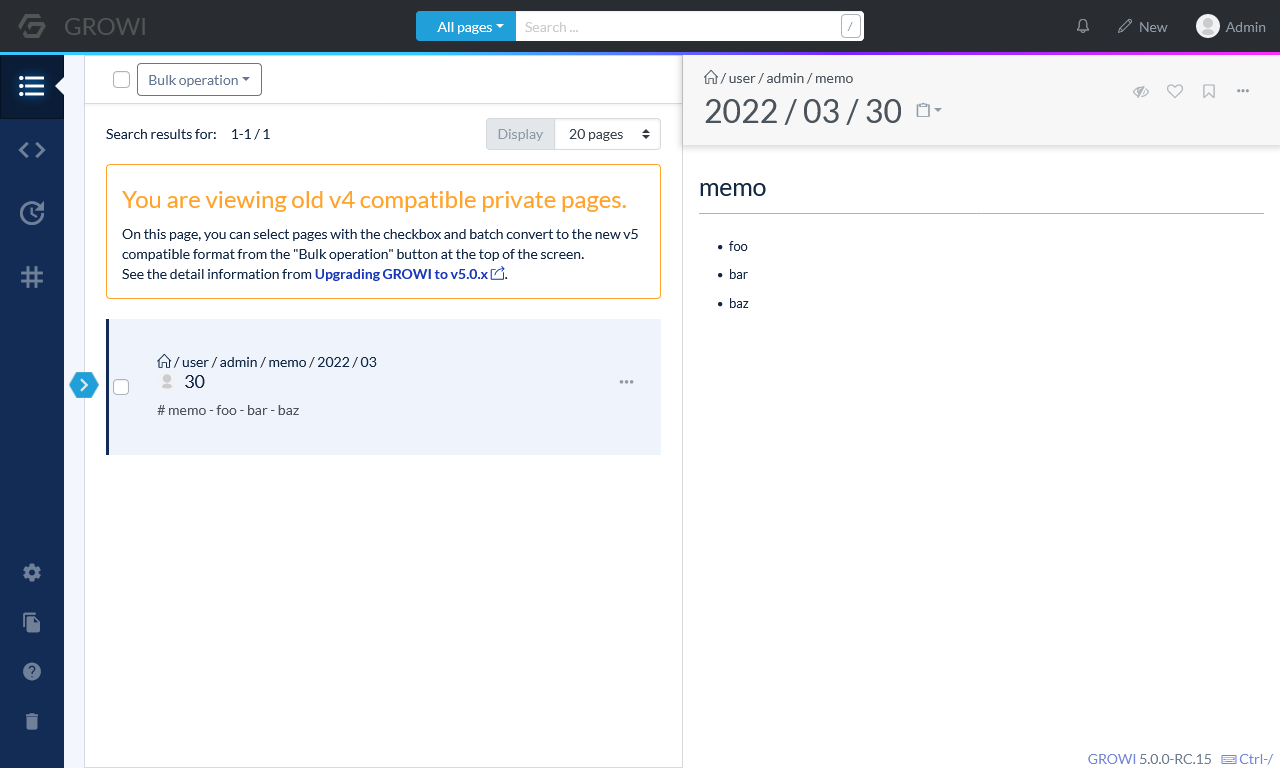 GROWI
All pages
Search ...
/
New
Admin
Bulk operation
Search results for: 1-1 / 1
Display
20 pages
You are viewing old v4 compatible private pages.
On this page, you can select pages with the checkbox and batch convert to the new v5
compatible format from the "Bulk operation" button at the top of the screen.
See the detail information from Upgrading GROWI to v5.0.x.
/ user / admin / memo / 2022 / 03
30
# memo - foo - bar - baz
/ user / admin / memo
2022 / 03 / 30
memo
• foo
• bar
• baz
GROWI 5.0.0-RC.15 Ctrl-/